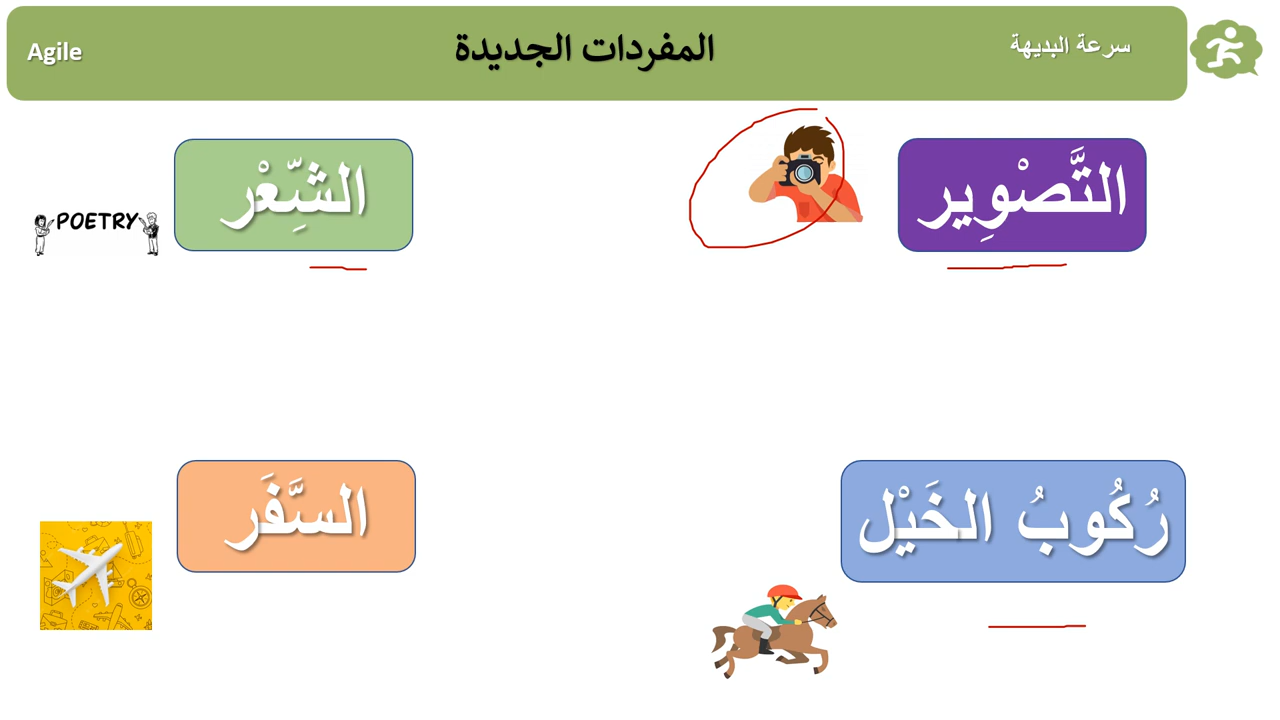 سرعة البديهة
المفردات الجديدة
Agile
التَّصْوِير
الشِّعْر
POETRY
رُكُوبُ الخَيْل
السَّفَر